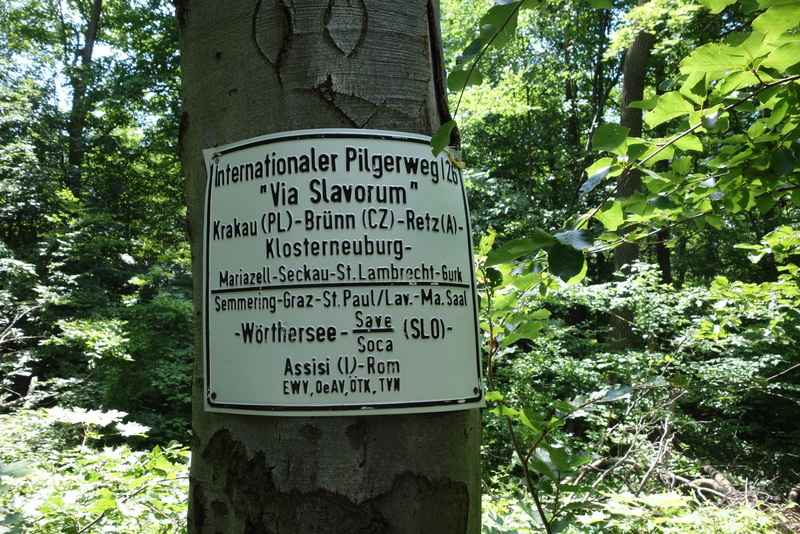 Internationaler Pilgerweg 126
"Via Slavorum"
Krakau (PL)-Brünn (CZ)-Retz (A)-
Klosterneuburg-
Mariazell-Seckau-St. Lambrecht-Gurk
Semmering-Graz-St. Paul/Lav.-Ma. Saal
-Wörthersee- Save (SLO)-
Soca
Assisi (I)-Rom
EWV, OeAV, ÖTK, TVN